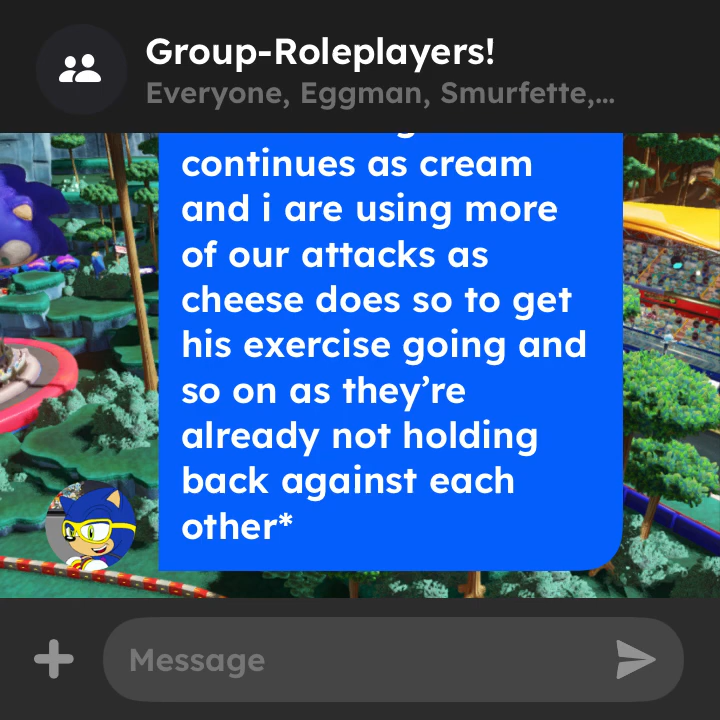 Group-Roleplayers!
Everyone, Eggman, Smurfette,...
continues as cream
and i are using more
of our attacks as
cheese does so to get
his exercise going and
so on as they’re
already not holding
back against each
other*
Message